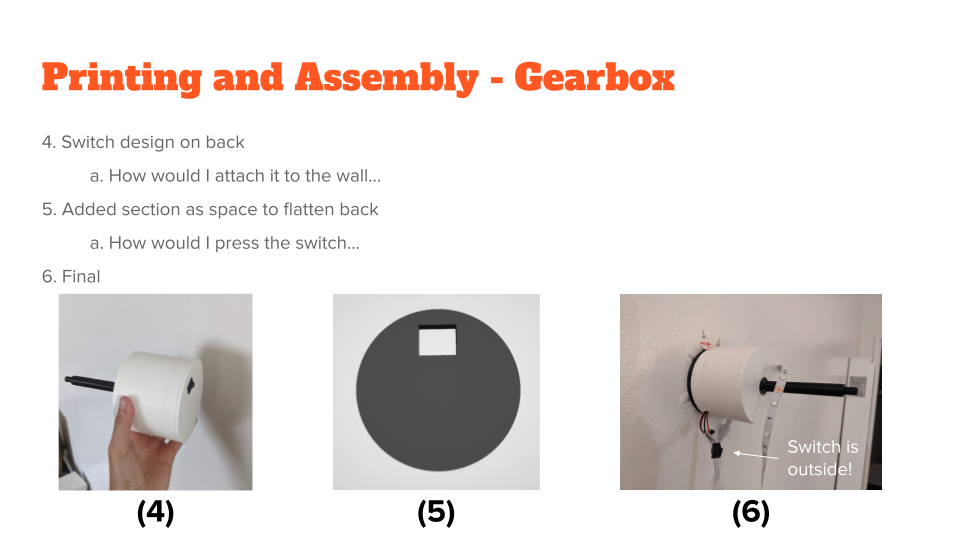 Printing and Assembly - Gearbox
4. Switch design on back
a. How would I attach it to the wall...
5. Added section as space to flatten back
a. How would I press the switch...
6. Final
Switch is
outside!
(4)
(5)
(6)